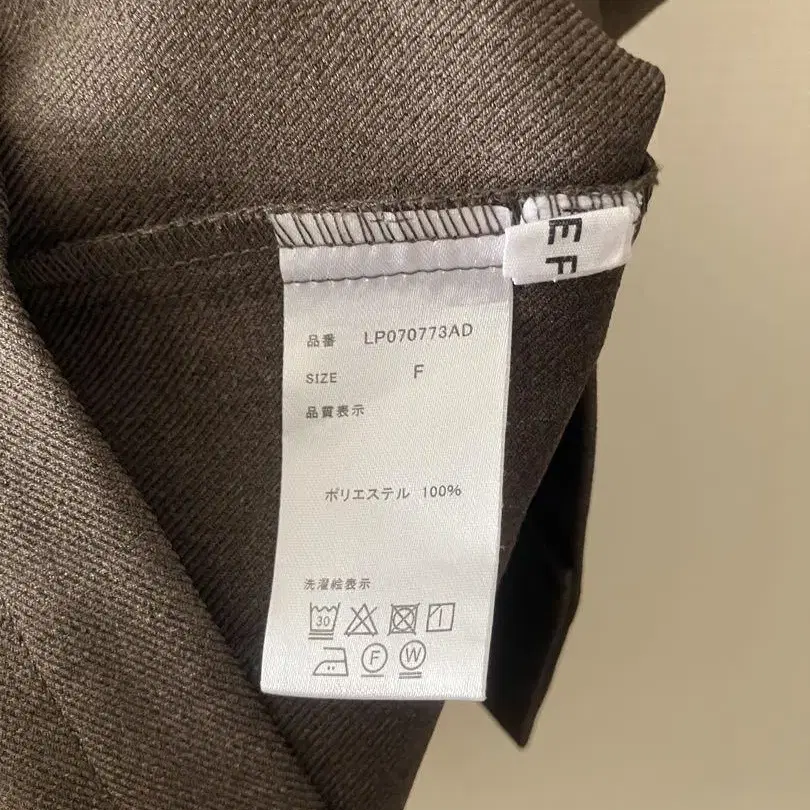 EF
品番 LP070773AD
SIZE F
品質表示
ポリエステル 100%
洗濯絵表示
30
F W